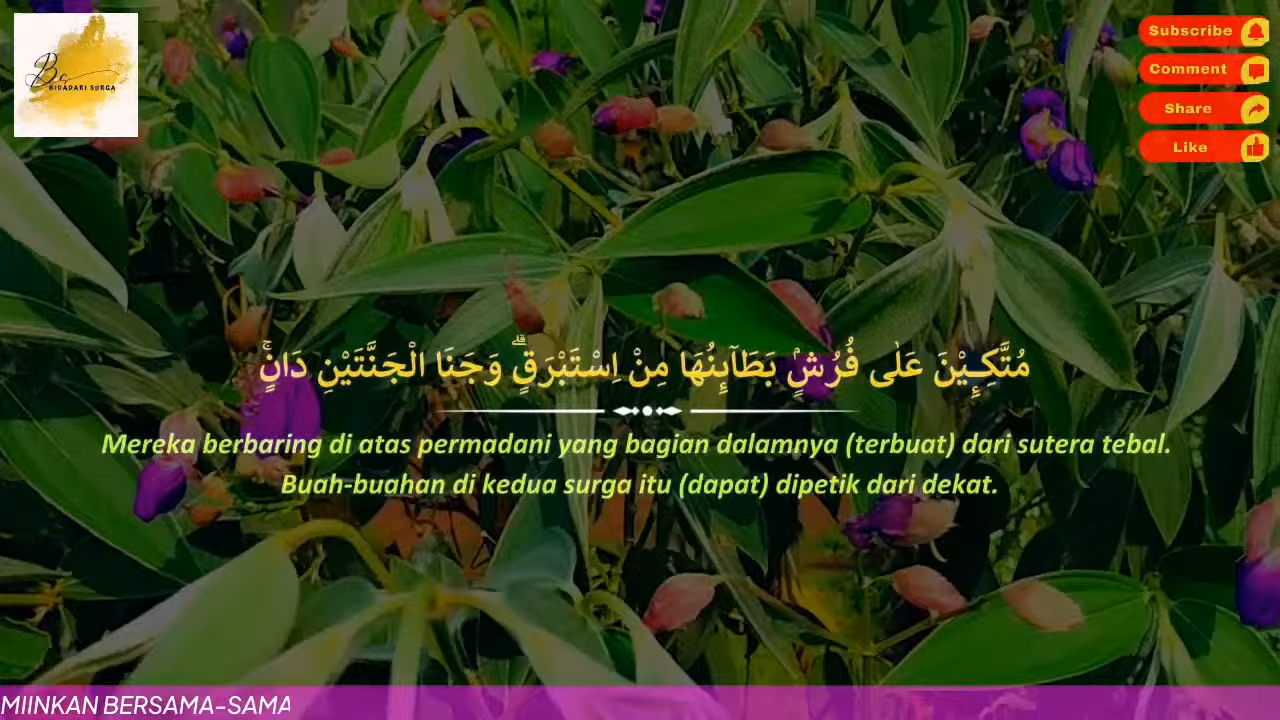 Bs
BIDADARI SURGA
Subscribe
Comment
Share
Like
مُتَّكِـِٕيْنَ عَلٰى فُرُشٍۢ بَطَاۤىِٕنُهَا مِنْ اِسْتَبْرَقٍۗ وَجَنَا الْجَنَّتَيْنِ دَانٍۚ
Mereka berbaring di atas permadani yang bagian dalamnya (terbuat) dari sutera tebal.
Buah-buahan di kedua surga itu (dapat) dipetik dari dekat.
MIINKAN BERSAMA-SAMA